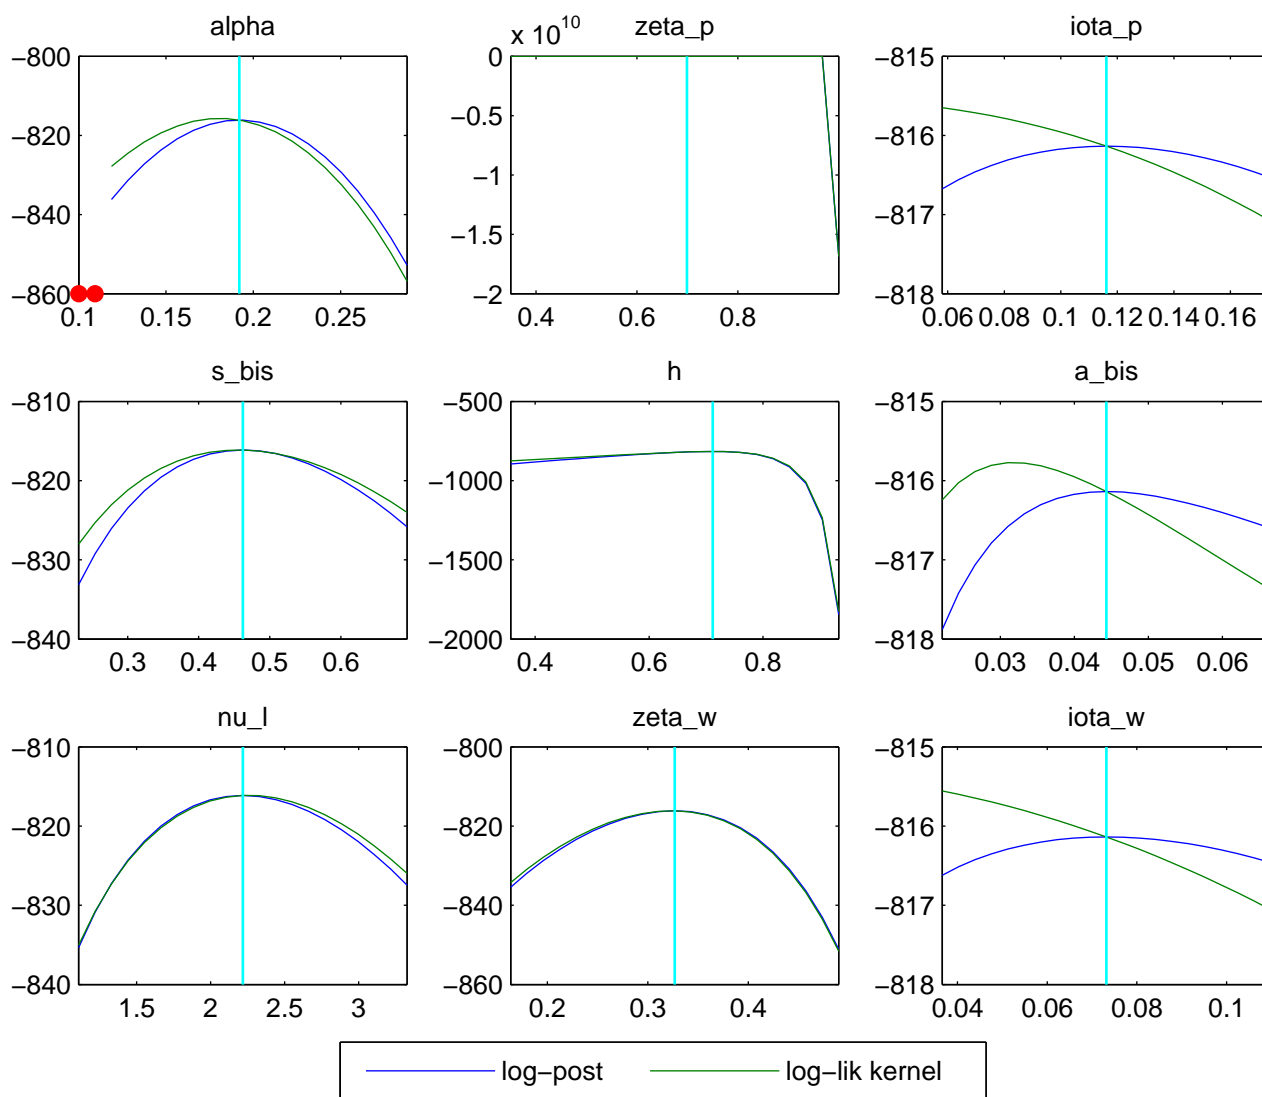 alpha
−800
−820
−840
−860
0.1 0.15 0.2 0.25
zeta_p
x 10^10
0
−0.5
−1
−1.5
−2
0.4 0.6 0.8
iota_p
−815
−816
−817
−818
0.06 0.08 0.1 0.12 0.14 0.16
s_bis
−810
−820
−830
−840
0.3 0.4 0.5 0.6
h
−500
−1000
−1500
−2000
0.4 0.6 0.8
a_bis
−815
−816
−817
−818
0.03 0.04 0.05 0.06
nu_l
−810
−820
−830
−840
1.5 2 2.5 3
zeta_w
−800
−820
−840
−860
0.2 0.3 0.4
iota_w
−815
−816
−817
−818
0.04 0.06 0.08 0.1
log−post log−lik kernel